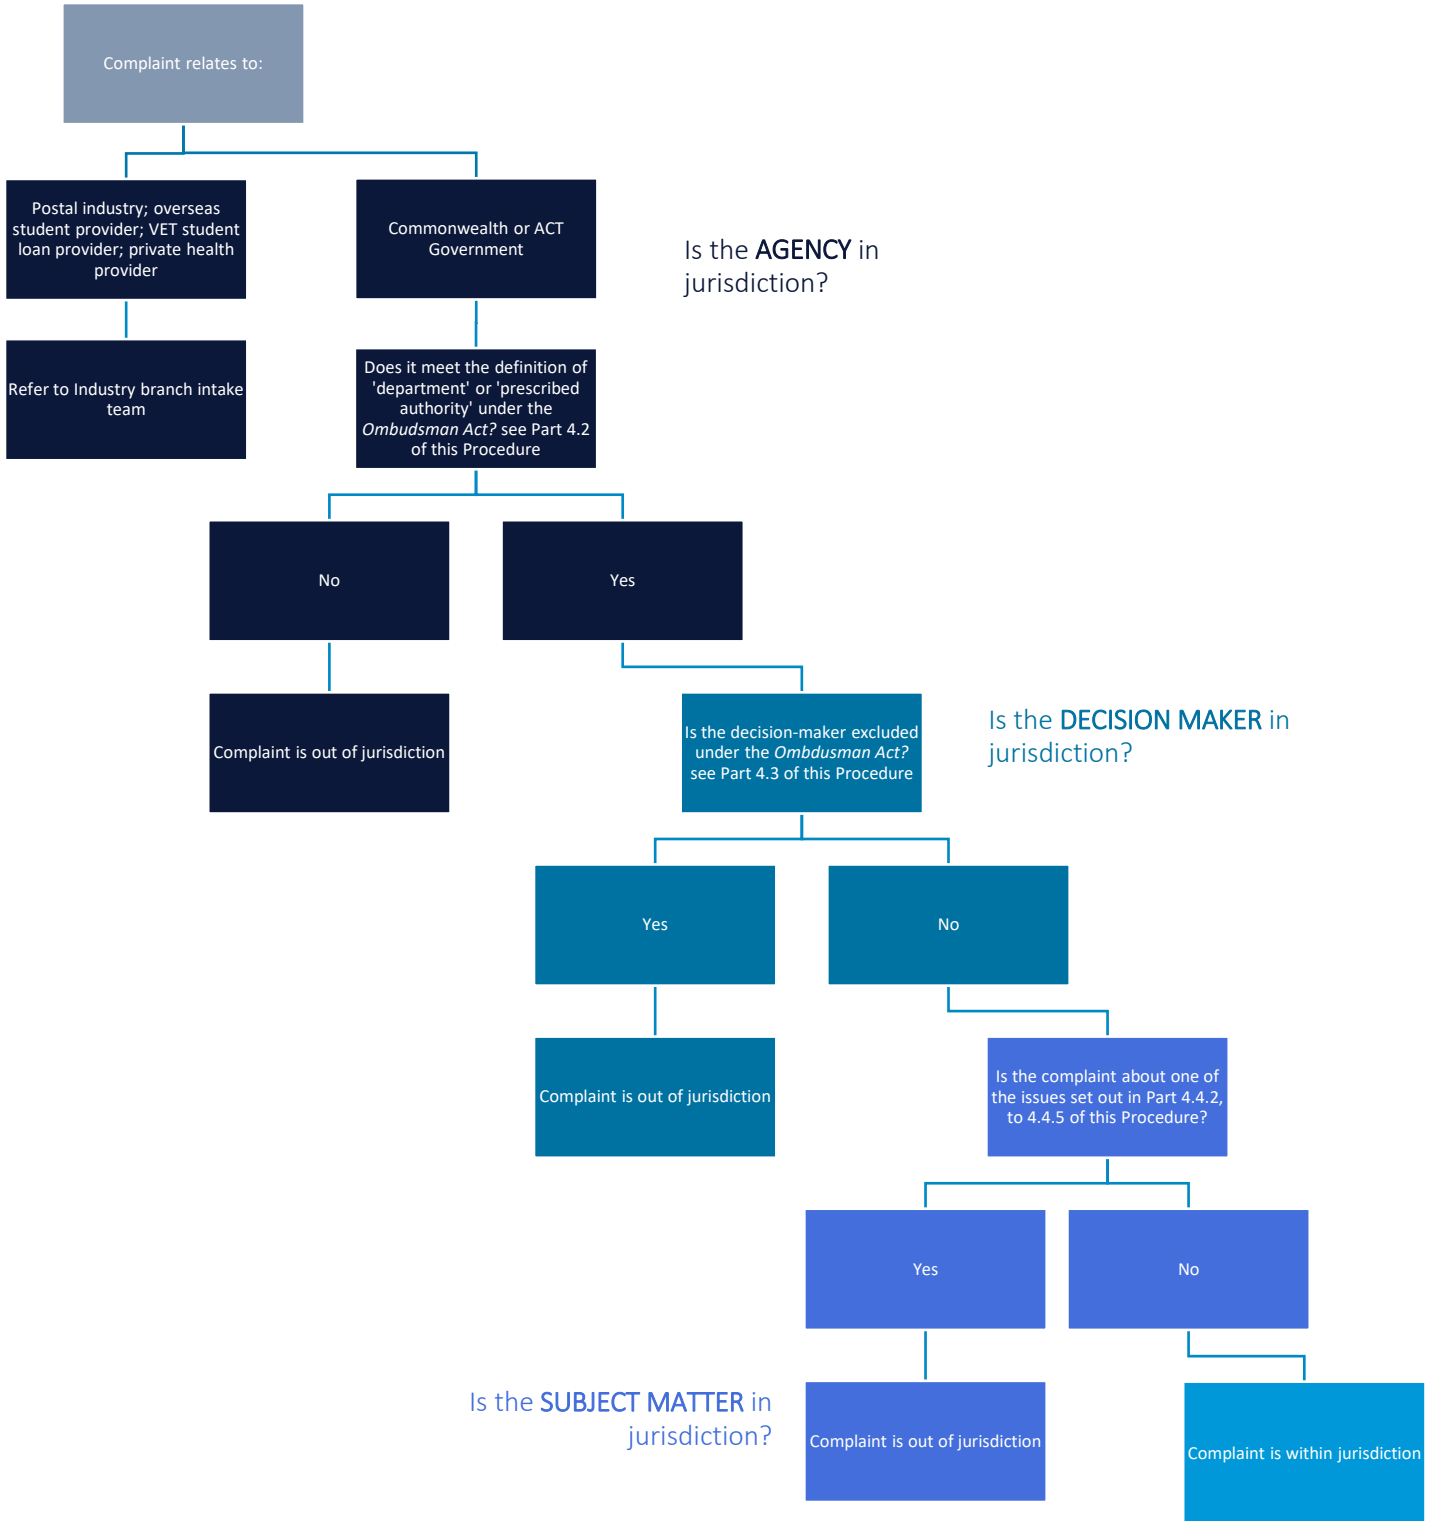 Complaint relates to:
Postal industry; overseas
student provider; VET student
loan provider; private health
provider
Commonwealth or ACT
Government
Is the AGENCY in
jurisdiction?
Refer to Industry branch intake
team
Does it meet the definition of
'department' or 'prescribed
authority' under the
Ombudsman Act? see Part 4.2
of this Procedure
No
Yes
Complaint is out of jurisdiction
Is the decision-maker excluded
under the Ombdusman Act?
see Part 4.3 of this Procedure
Is the DECISION MAKER in
jurisdiction?
Yes
No
Complaint is out of jurisdiction
Is the complaint about one of
the issues set out in Part 4.4.2,
to 4.4.5 of this Procedure?
Yes
No
Is the SUBJECT MATTER in
jurisdiction?
Complaint is out of jurisdiction
Complaint is within jurisdiction